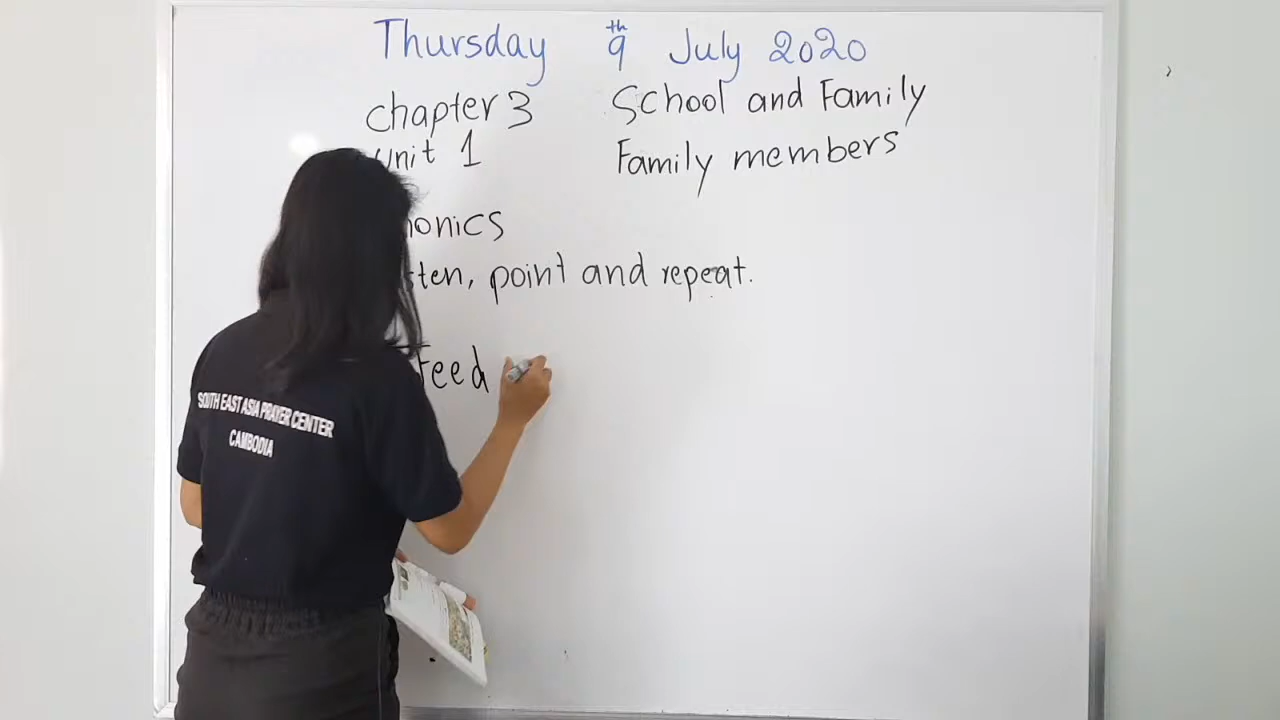 Thursday 9th July 2020
chapter 3 School and Family
unit 1 Family members
honics
ten, point and repeat.
feed
SOUTH EAST ASIA PRAYER CENTER
CAMBODIA